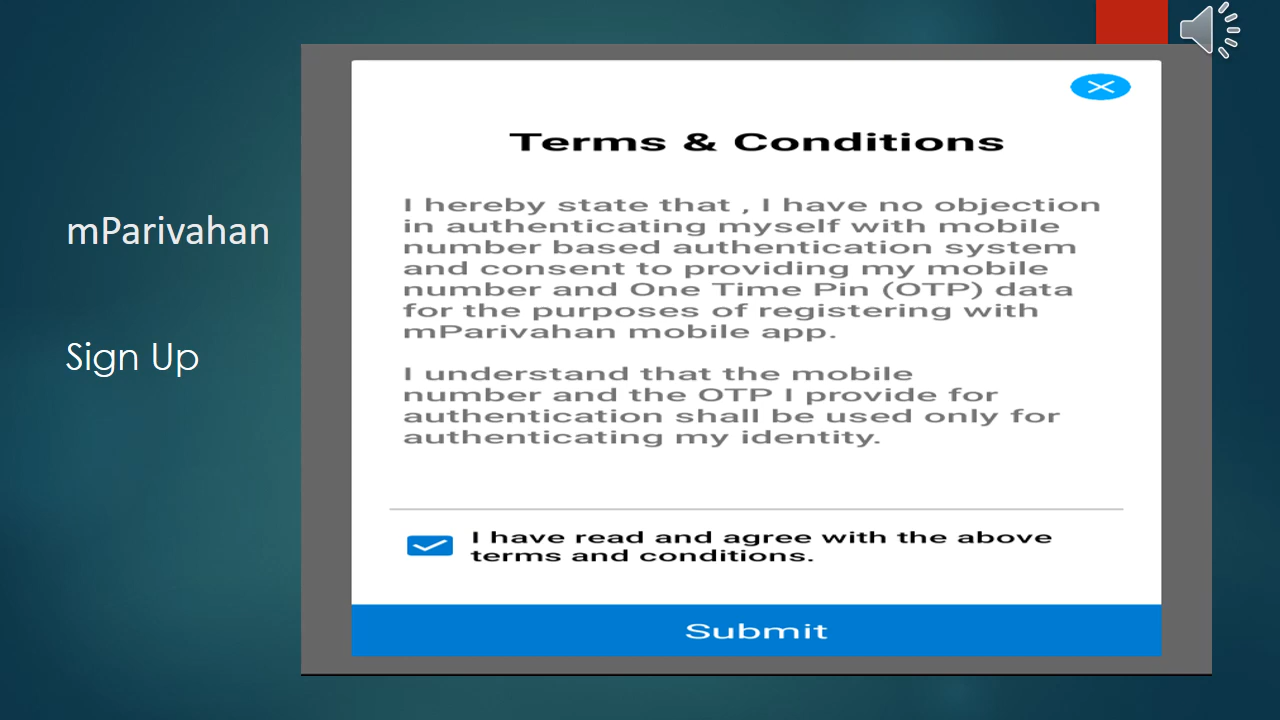 mParivahan
Sign Up
Terms & Conditions
I hereby state that , I have no objection
in authenticating myself with mobile
number based authentication system
and consent to providing my mobile
number and One Time Pin (OTP) data
for the purposes of registering with
mParivahan mobile app.
I understand that the mobile
number and the OTP I provide for
authentication shall be used only for
authenticating my identity.
I have read and agree with the above
terms and conditions.
Submit